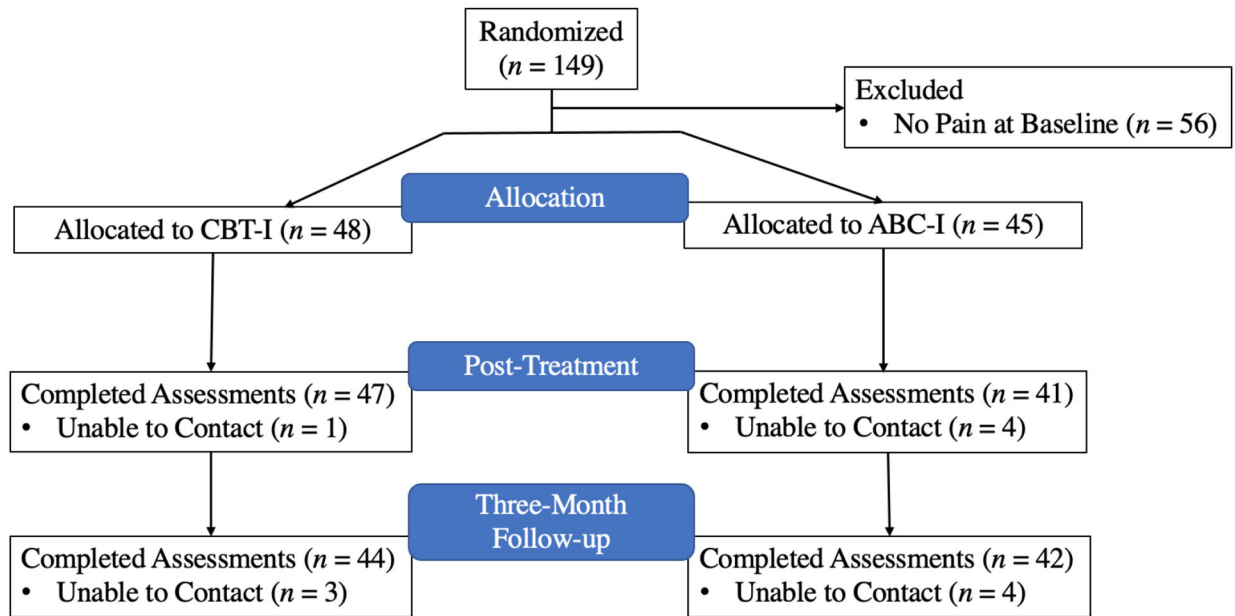 Randomized
(n = 149)
Excluded
• No Pain at Baseline (n = 56)
Allocation
Allocated to CBT-I (n = 48)
Allocated to ABC-I (n = 45)
Post-Treatment
Completed Assessments (n = 47)
• Unable to Contact (n = 1)
Completed Assessments (n = 41)
• Unable to Contact (n = 4)
Three-Month
Follow-up
Completed Assessments (n = 44)
• Unable to Contact (n = 3)
Completed Assessments (n = 42)
• Unable to Contact (n = 4)